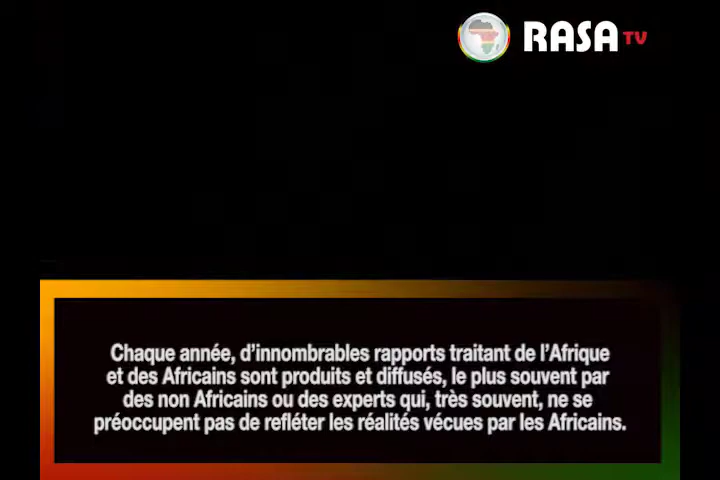 RASA TV
Chaque année, d'innombrables rapports traitant de l'Afrique
et des Africains sont produits et diffusés, le plus souvent par
des non Africains ou des experts qui, très souvent, ne se
préoccupent pas de refléter les réalités vécues par les Africains.